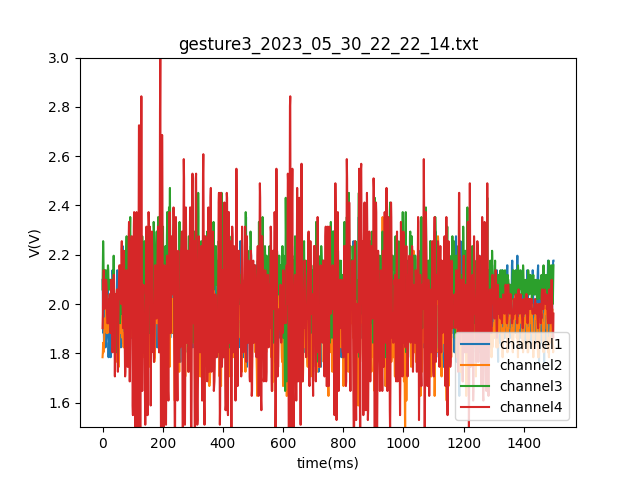 gesture3_2023_05_30_22_22_14.txt
3.0
2.8
2.6
2.4
2.2
2.0
1.8
1.6
V(V)
channel1
channel2
channel3
channel4
0 200 400 600 800 1000 1200 1400
time(ms)